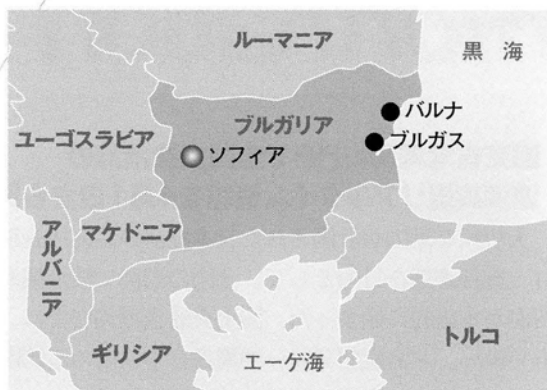 ルーマニア
黒海
バルナ
ブルガリア
ブルガス
ユーゴスラビア
ソフィア
アルバニア
マケドニア
トルコ
ギリシア
エーゲ海